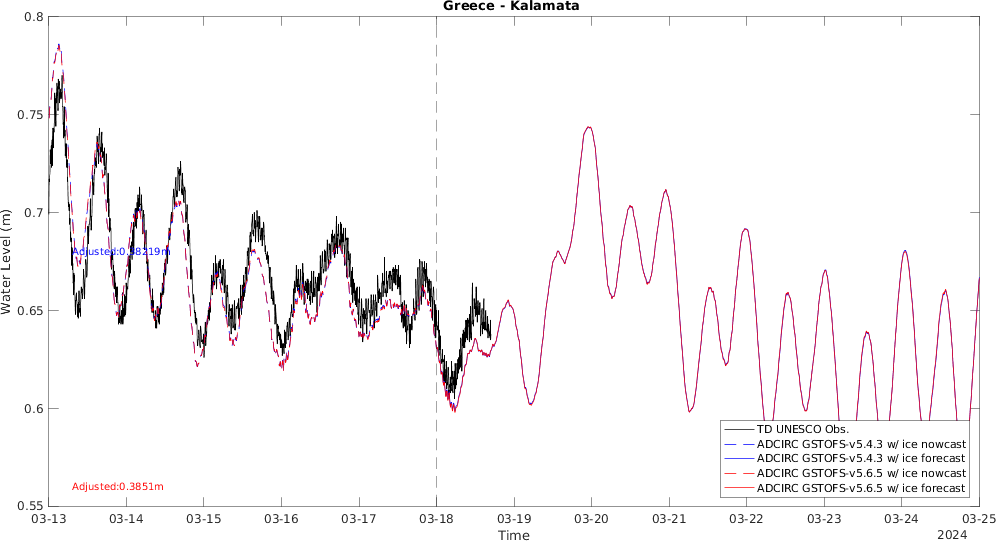 Greece - Kalamata
0.8
0.75
0.7
0.65
0.6
0.55
Water Level (m)
Adjusted:0.38219m
Adjusted:0.3851m
TD UNESCO Obs.
ADCIRC GSTOFS-v5.4.3 w/ ice nowcast
ADCIRC GSTOFS-v5.4.3 w/ ice forecast
ADCIRC GSTOFS-v5.6.5 w/ ice nowcast
ADCIRC GSTOFS-v5.6.5 w/ ice forecast
03-13 03-14 03-15 03-16 03-17 03-18 03-19 03-20 03-21 03-22 03-23 03-24 03-25
Time
2024